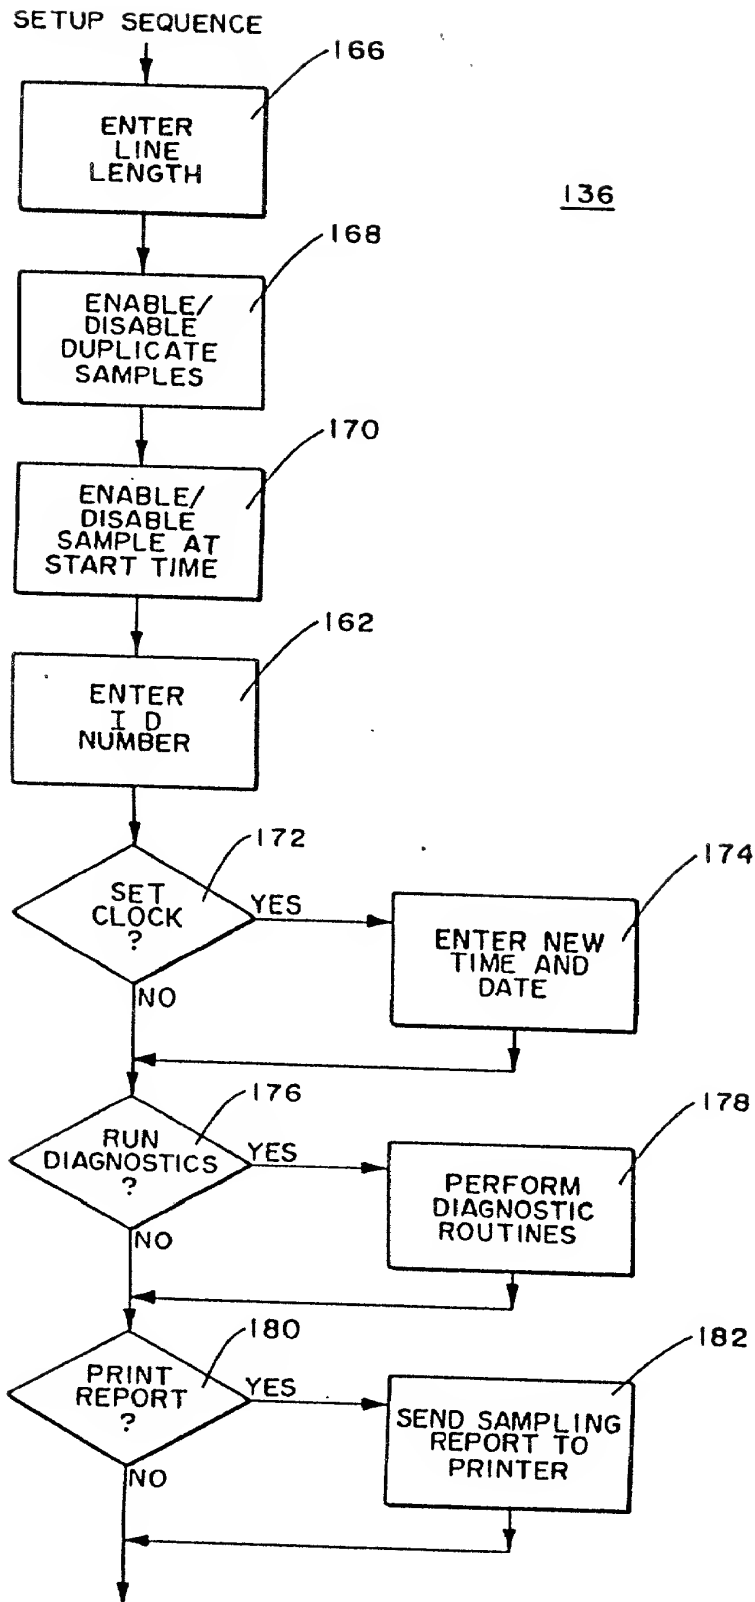 SETUP SEQUENCE
166
ENTER
LINE
LENGTH
136
168
ENABLE/
DISABLE
DUPLICATE
SAMPLES
170
ENABLE/
DISABLE
SAMPLE AT
START TIME
162
ENTER
I D
NUMBER
172
SET
CLOCK
?
YES
NO
174
ENTER NEW
TIME AND
DATE
176
RUN
DIAGNOSTICS
?
YES
NO
178
PERFORM
DIAGNOSTIC
ROUTINES
180
PRINT
REPORT
?
YES
NO
182
SEND SAMPLING
REPORT TO
PRINTER